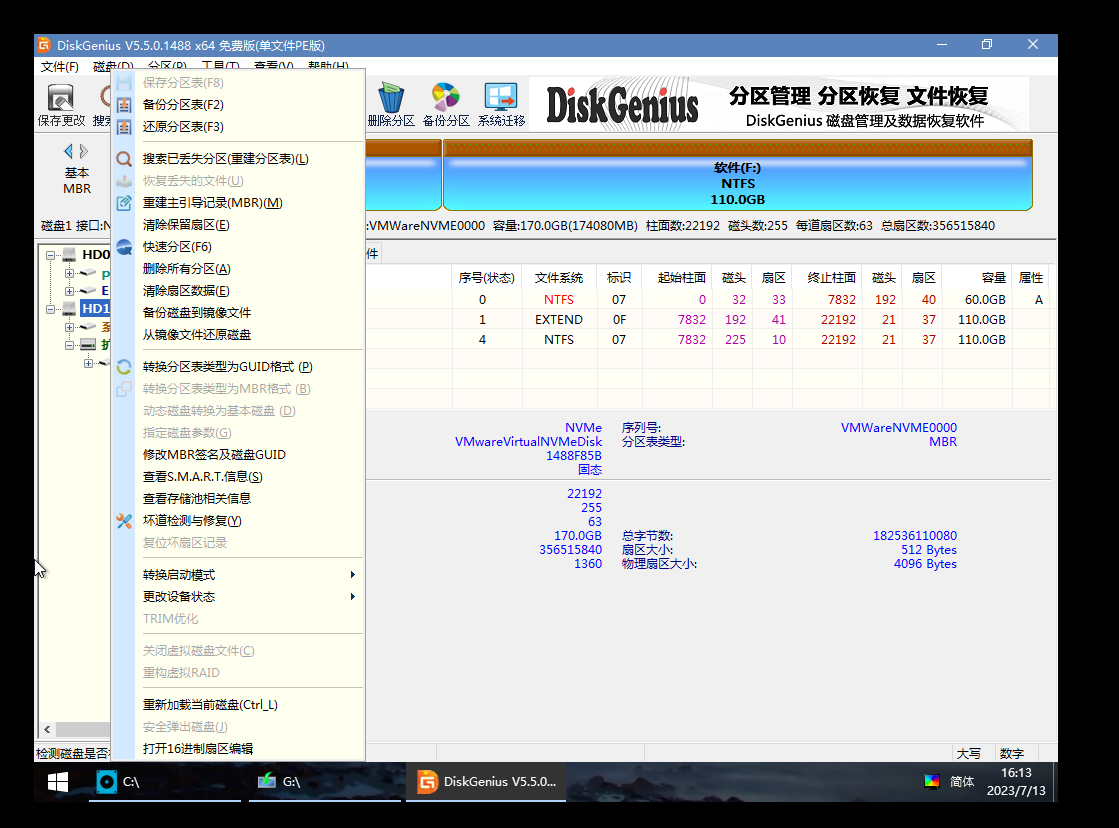 DiskGenius V5.5.0.1488 x64 免费版(单文件PE版)
文件(F) 磁盘(D) 分区(P) 工具(T) 查看(V) 帮助(H)
保存更改
删除分区 备份分区 系统迁移
DiskGenius
分区管理 分区恢复 文件恢复
DiskGenius 磁盘管理及数据恢复软件
基本
MBR
软件(F:)
NTFS
110.0GB
磁盘1 接口:N
:VMWareNVME0000 容量:170.0GB(174080MB) 柱面数:22192 磁头数:255 每道扇区数:63 总扇区数:356515840
HD0
P
E
HD1
扩
件
序号(状态) 文件系统 标识 起始柱面 磁头 扇区 终止柱面 磁头 扇区 容量 属性
0 NTFS 07 0 32 33 7832 192 40 60.0GB A
1 EXTEND 0F 7832 192 41 22192 21 37 110.0GB
4 NTFS 07 7832 225 10 22192 21 37 110.0GB
NVMe 序列号: VMWareNVME0000
VMwareVirtualNVMeDisk 分区表类型: MBR
1488F85B
固态
22192
255
63
170.0GB 总字节数: 182536110080
356515840 扇区大小: 512 Bytes
1360 物理扇区大小: 4096 Bytes
保存分区表(F8)
备份分区表(F2)
还原分区表(F3)
搜索已丢失分区(重建分区表)(L)
恢复丢失的文件(U)
重建主引导记录(MBR)(M)
清除保留扇区(E)
快速分区(F6)
删除所有分区(A)
清除扇区数据(E)
备份磁盘到镜像文件
从镜像文件还原磁盘
转换分区表类型为GUID格式 (P)
转换分区表类型为MBR格式 (B)
动态磁盘转换为基本磁盘 (D)
指定磁盘参数(G)
修改MBR签名及磁盘GUID
查看S.M.A.R.T.信息(S)
查看存储池相关信息
坏道检测与修复(Y)
复位坏扇区记录
转换启动模式
更改设备状态
TRIM优化
关闭虚拟磁盘文件(C)
重构虚拟RAID
重新加载当前磁盘(Ctrl_L)
安全弹出磁盘(J)
打开16进制扇区编辑
检测磁盘是否
大写 数字
C:\
G:\
DiskGenius V5.5.0...
简体
16:13
2023/7/13